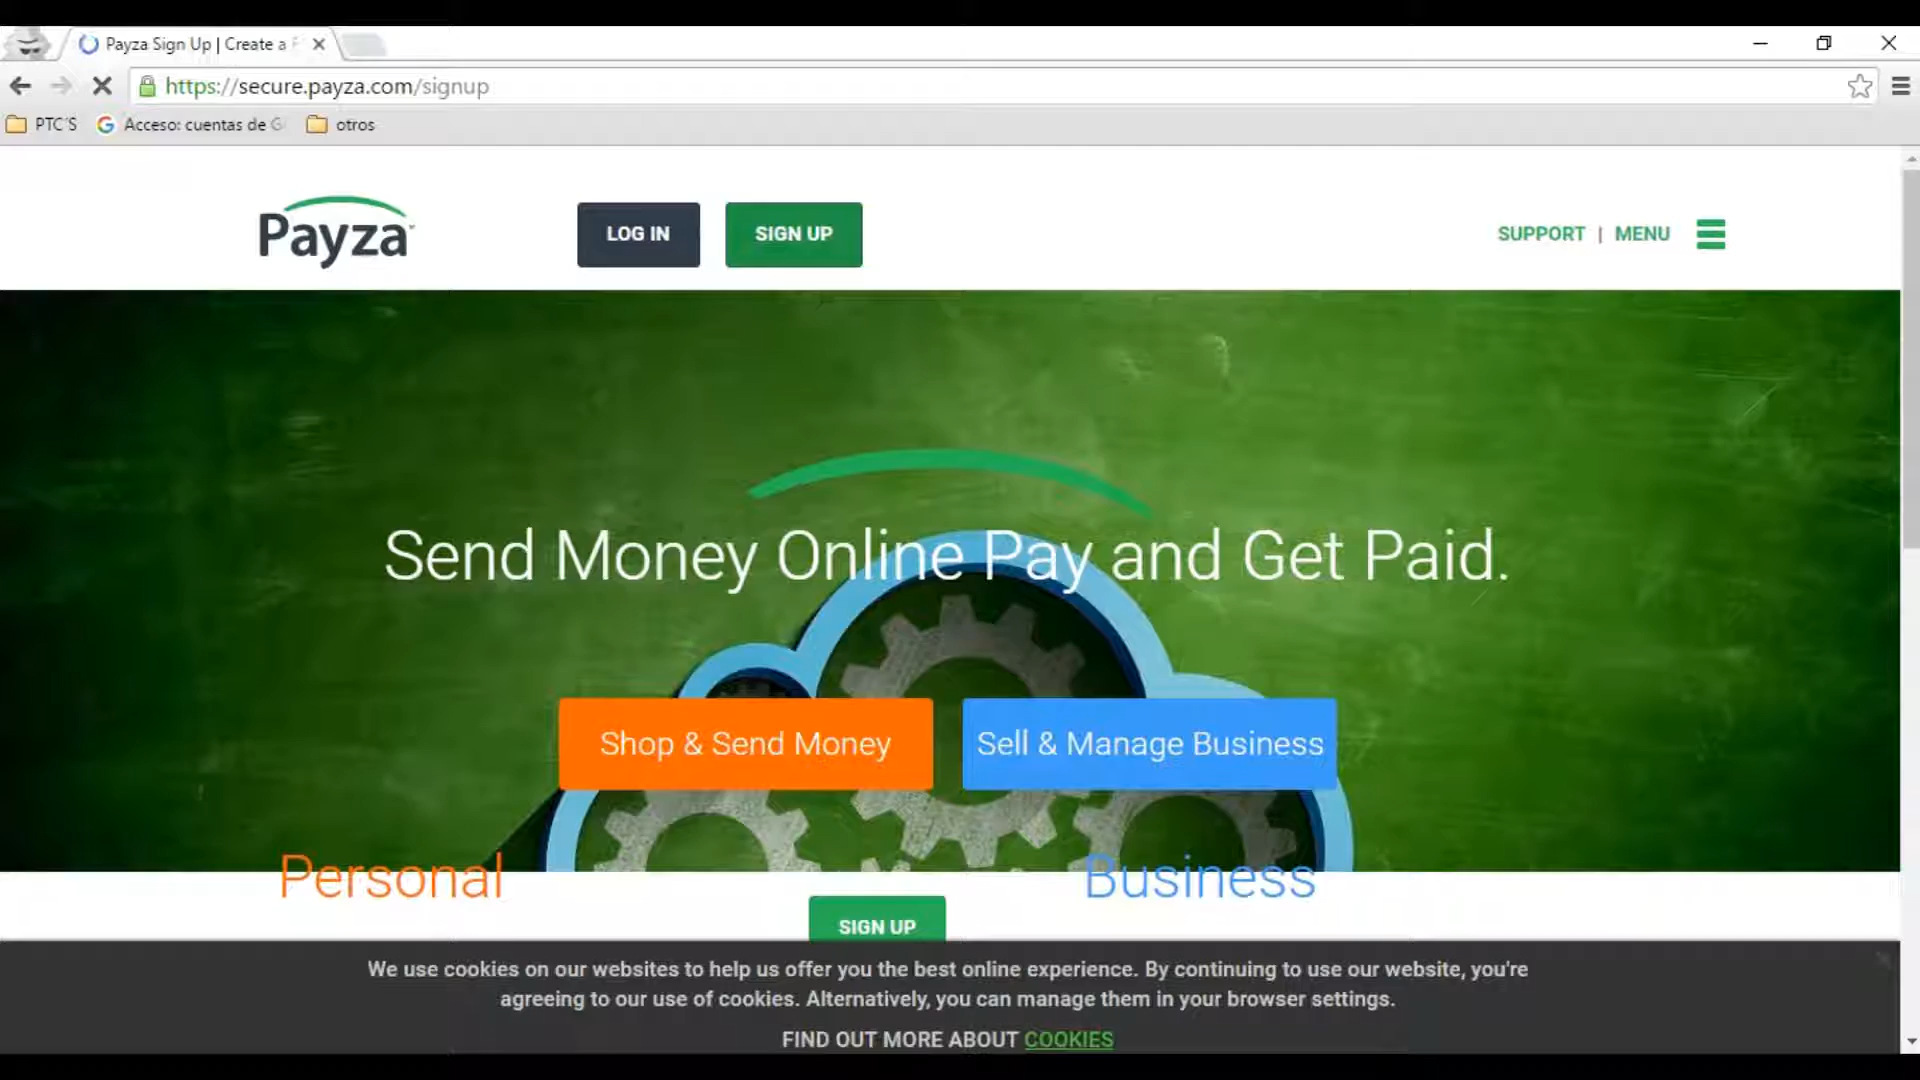 Payza Sign Up | Create a
https://secure.payza.com/signup
PTC´S
Acceso: cuentas de G
otros
Payza
LOG IN
SIGN UP
SUPPORT | MENU
Send Money Online Pay and Get Paid.
Shop & Send Money
Sell & Manage Business
Personal
Business
SIGN UP
We use cookies on our websites to help us offer you the best online experience. By continuing to use our website, you're
agreeing to our use of cookies. Alternatively, you can manage them in your browser settings.
FIND OUT MORE ABOUT COOKIES